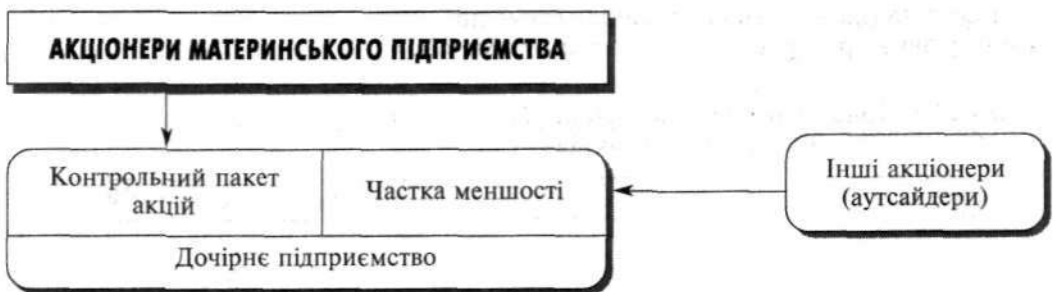 АКЦІОНЕРИ МАТЕРИНСЬКОГО ПІДПРИЄМСТВА
Контрольний пакет
акцій
Частка меншості
Дочірнє підприємство
Інші акціонери
(аутсайдери)